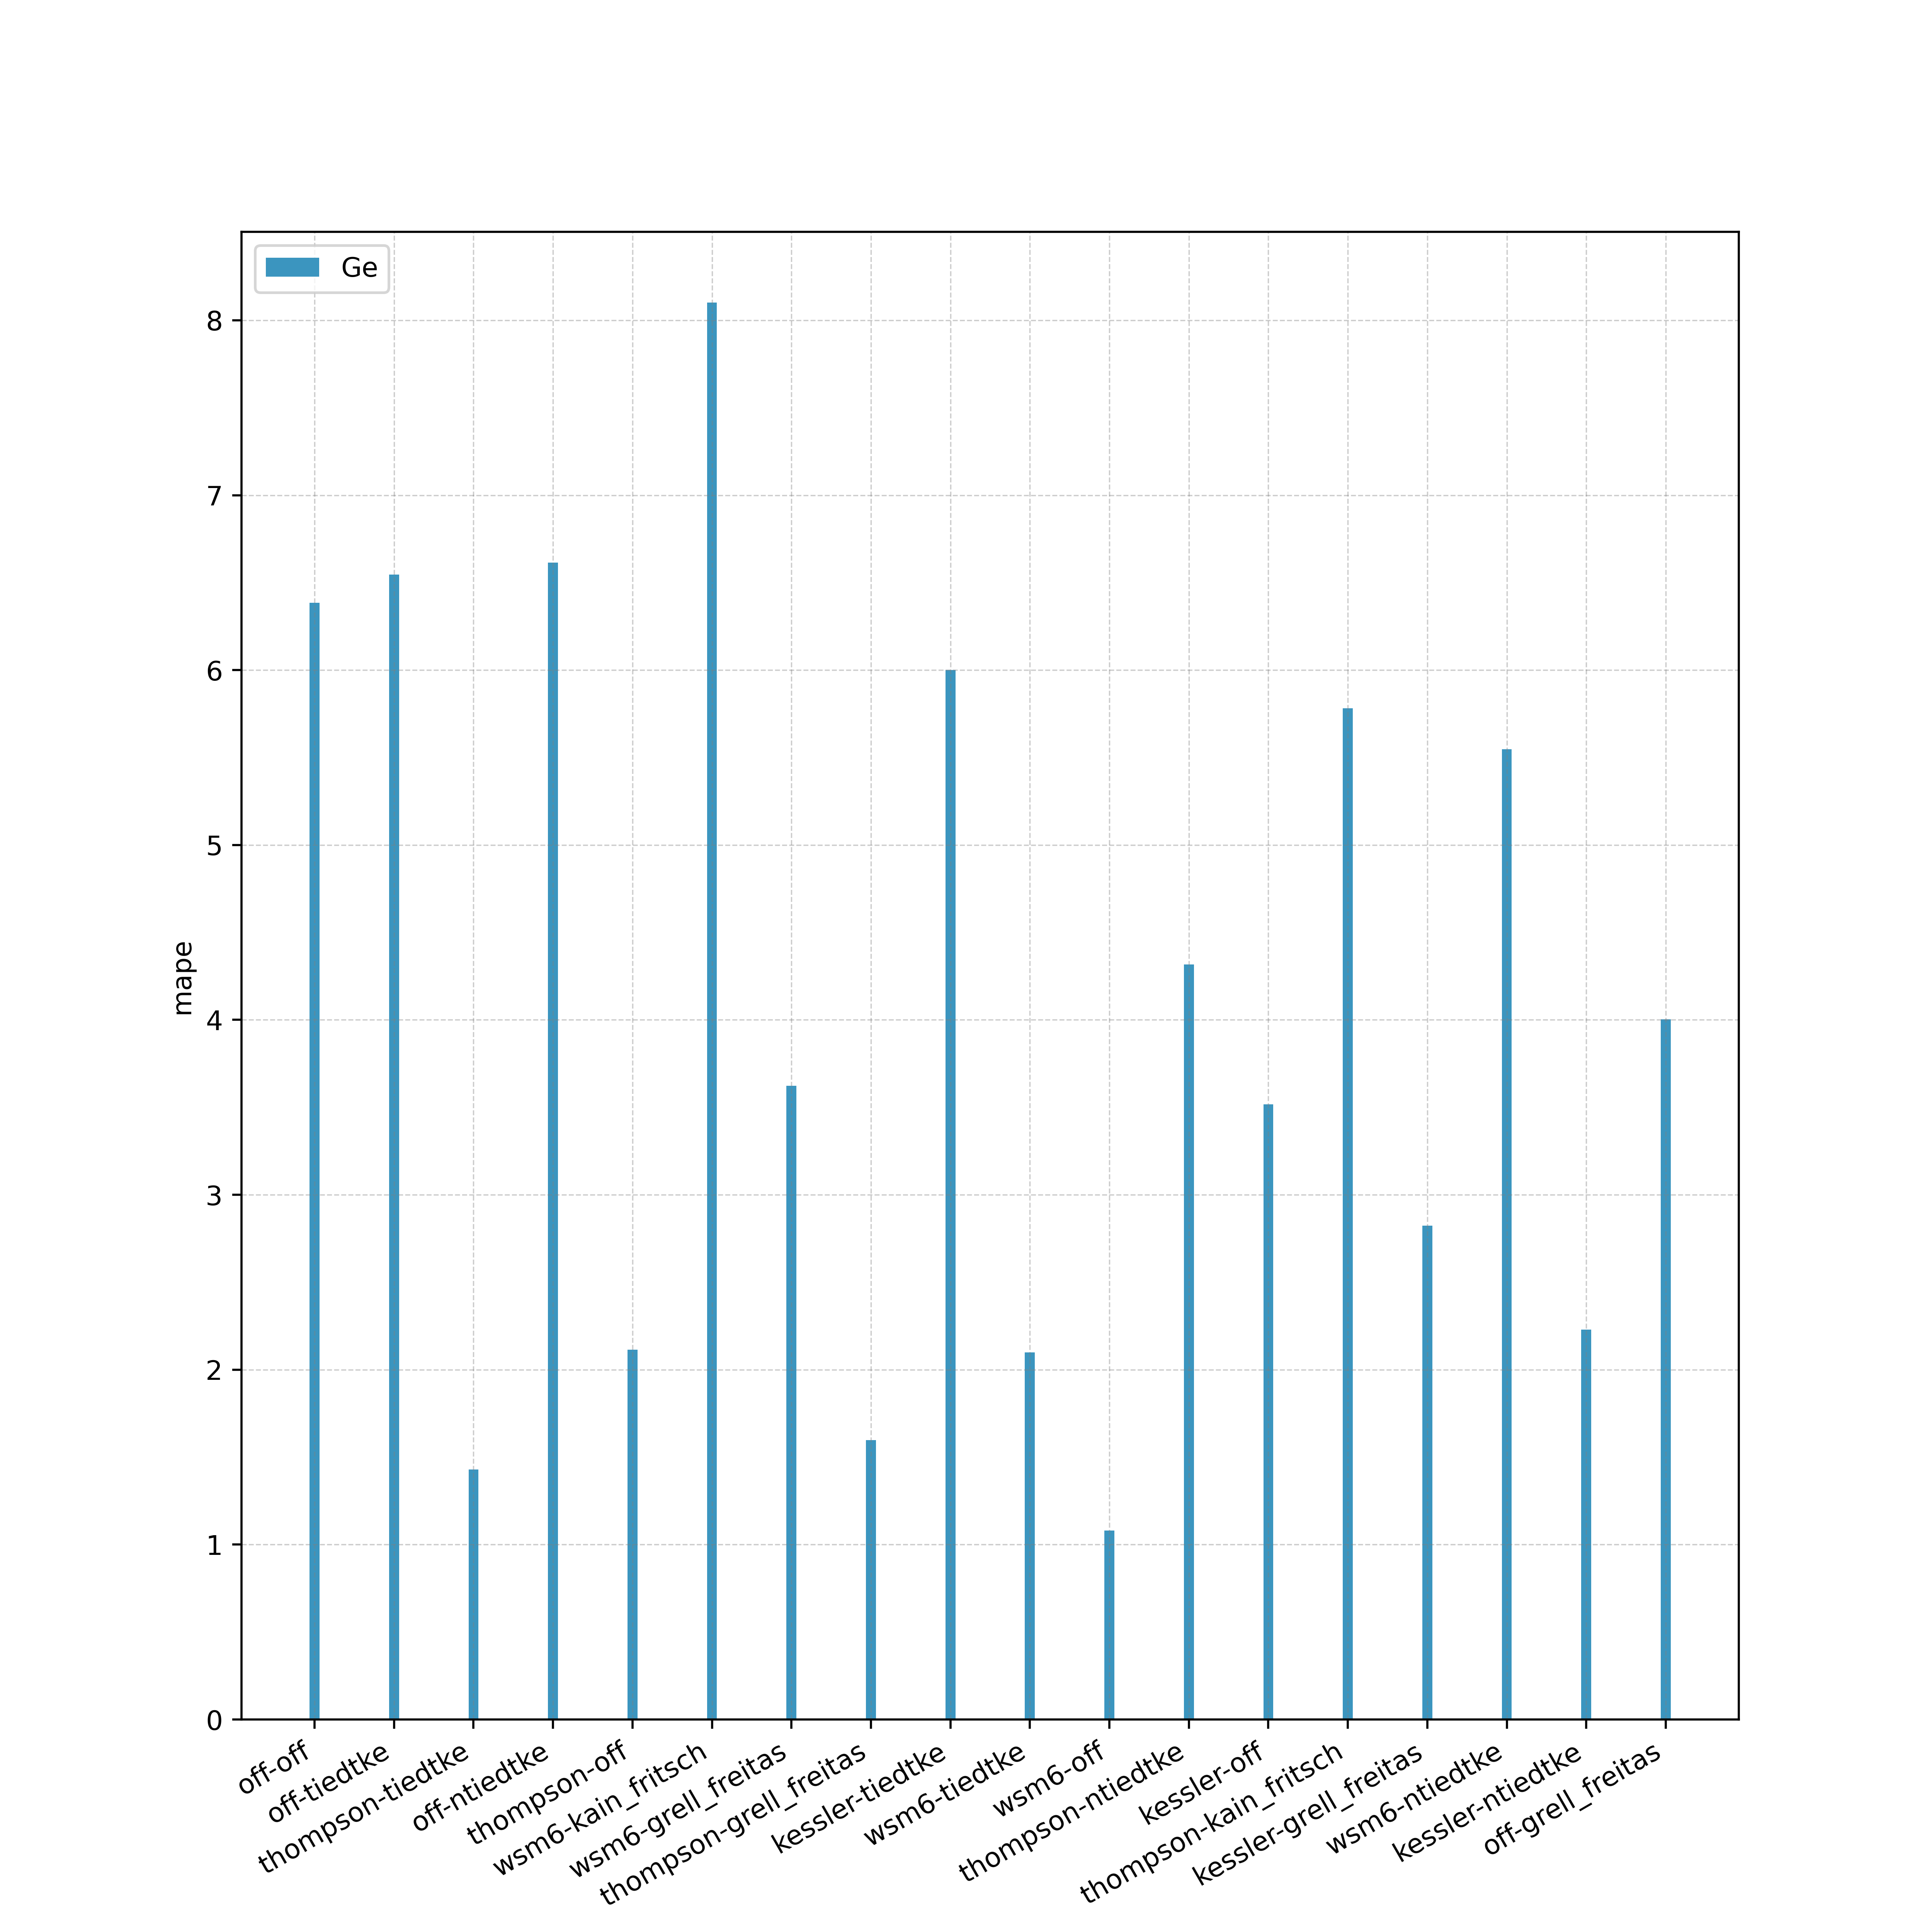 Ge
8
7
6
5
4
3
2
1
0
mape
off-off
off-tiedtke
thompson-tiedtke
off-ntiedtke
thompson-off
wsm6-kain_fritsch
wsm6-grell_freitas
thompson-grell_freitas
kessler-tiedtke
wsm6-tiedtke
wsm6-off
thompson-ntiedtke
kessler-off
thompson-kain_fritsch
kessler-grell_freitas
wsm6-ntiedtke
kessler-ntiedtke
off-grell_freitas